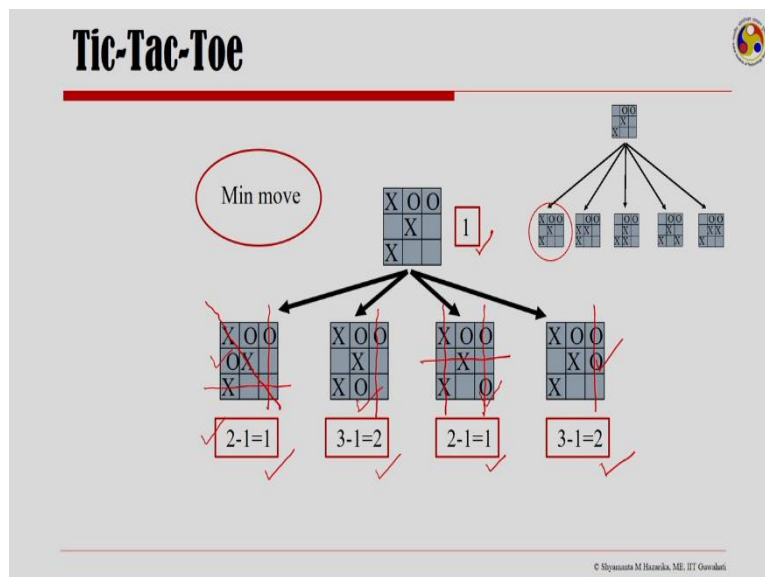 Tic-Tac-Toe
Min move
X O O
X
X
1
O O
X
X
X O O
X
X
O O
X X
X
O O
X
X X
O O
X
X X
O O
X X
X
X O O
O X
X
X O O
X
X O
X O O
X
X O
X O O
X O
X
2-1=1
3-1=2
2-1=1
3-1=2
© Shyamanta M Hazarika, ME, IIT Guwahati